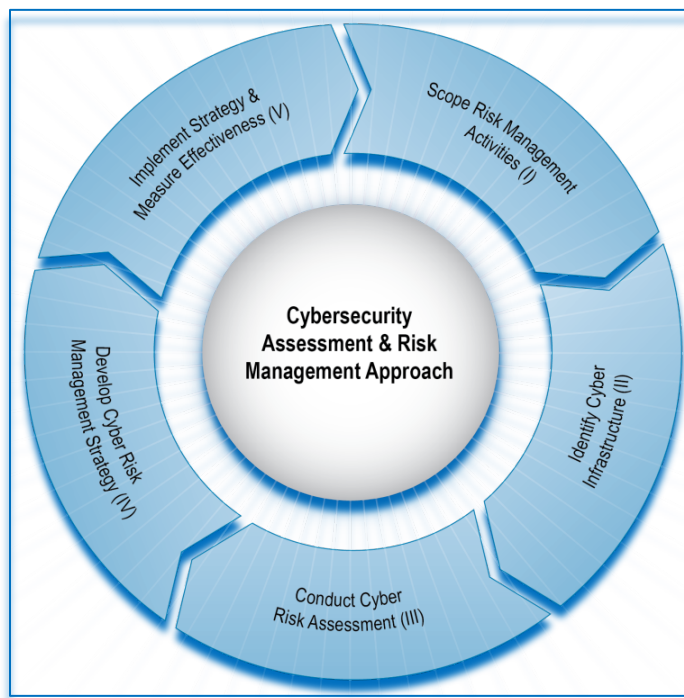 Cybersecurity
Assessment & Risk
Management Approach
Scope Risk Management
Activities (I)
Identify Cyber
Infrastructure (II)
Conduct Cyber
Risk Assessment (III)
Develop Cyber Risk
Management Strategy (IV)
Implement Strategy &
Measure Effectiveness (V)